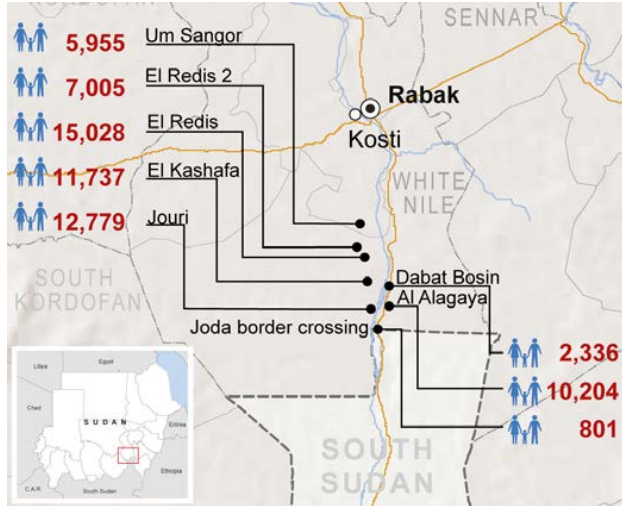 KORDOFAN
SENNAR
5,955 Um Sangor
7,005 El Redis 2
15,028 El Redis
11,737 El Kashafa
12,779 Jouri
Rabak
Kosti
WHITE
NILE
SOUTH
KORDOFAN
Dabat Bosin
Al Alagaya
Joda border crossing
2,336
10,204
801
SOUTH
SUDAN
Libya
Egypt
Chad
SUDAN
Eritrea
Ethiopia
C.A.R.
South Sudan